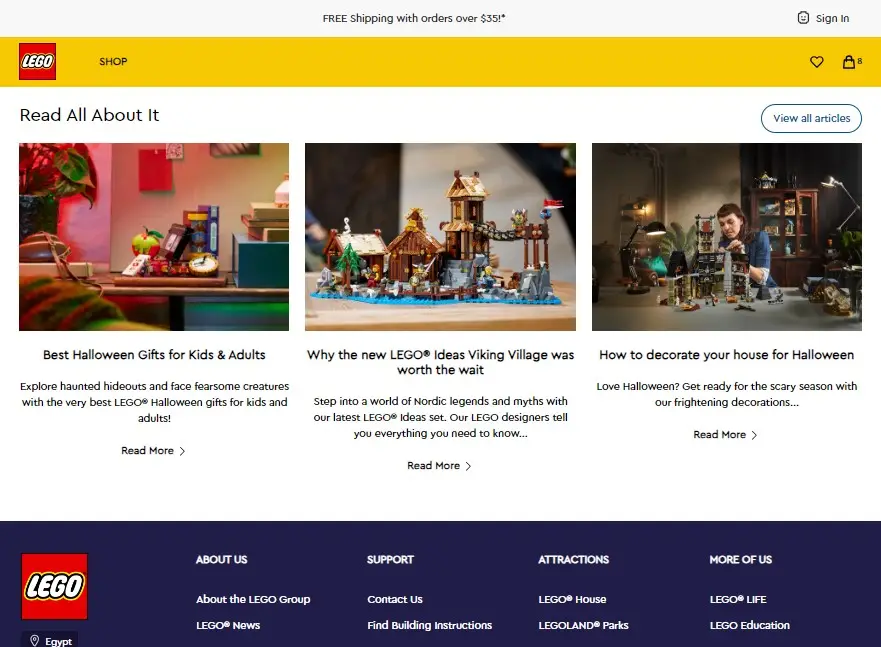 FREE Shipping with orders over $35!*
Sign In
LEGO
SHOP
8
Read All About It
View all articles
Best Halloween Gifts for Kids & Adults
Explore haunted hideouts and face fearsome creatures
with the very best LEGO® Halloween gifts for kids and
adults!
Read More
Why the new LEGO® Ideas Viking Village was
worth the wait
Step into a world of Nordic legends and myths with
our latest LEGO® Ideas set. Our LEGO designers tell
you everything you need to know...
Read More
How to decorate your house for Halloween
Love Halloween? Get ready for the scary season with
our frightening decorations...
Read More
LEGO
Egypt
ABOUT US
About the LEGO Group
LEGO® News
SUPPORT
Contact Us
Find Building Instructions
ATTRACTIONS
LEGO® House
LEGOLAND® Parks
MORE OF US
LEGO® LIFE
LEGO Education